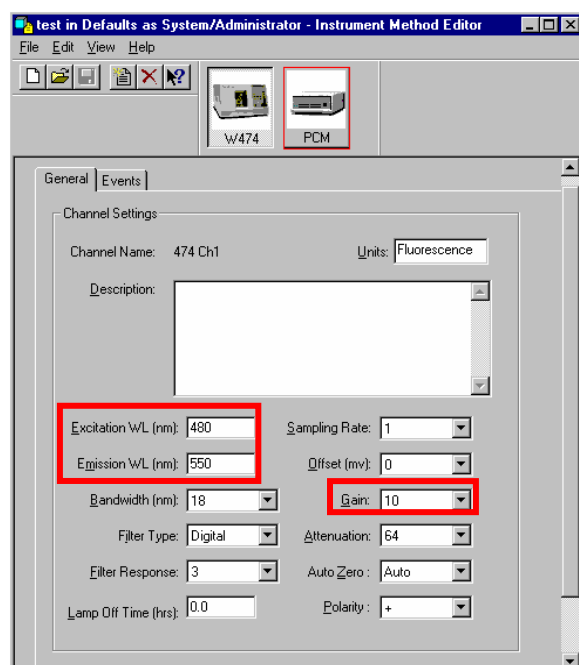 test in Defaults as System/Administrator - Instrument Method Editor
File Edit View Help
W474 PCM
General Events
Channel Settings
Channel Name: 474 Ch1 Units: Fluorescence
Description:
Excitation WL (nm): 480 Sampling Rate: 1
Emission WL (nm): 550 Offset (mv): 0
Bandwidth (nm): 18 Gain: 10
Filter Type: Digital Attenuation: 64
Filter Response: 3 Auto Zero : Auto
Lamp Off Time (hrs): 0.0 Polarity : +